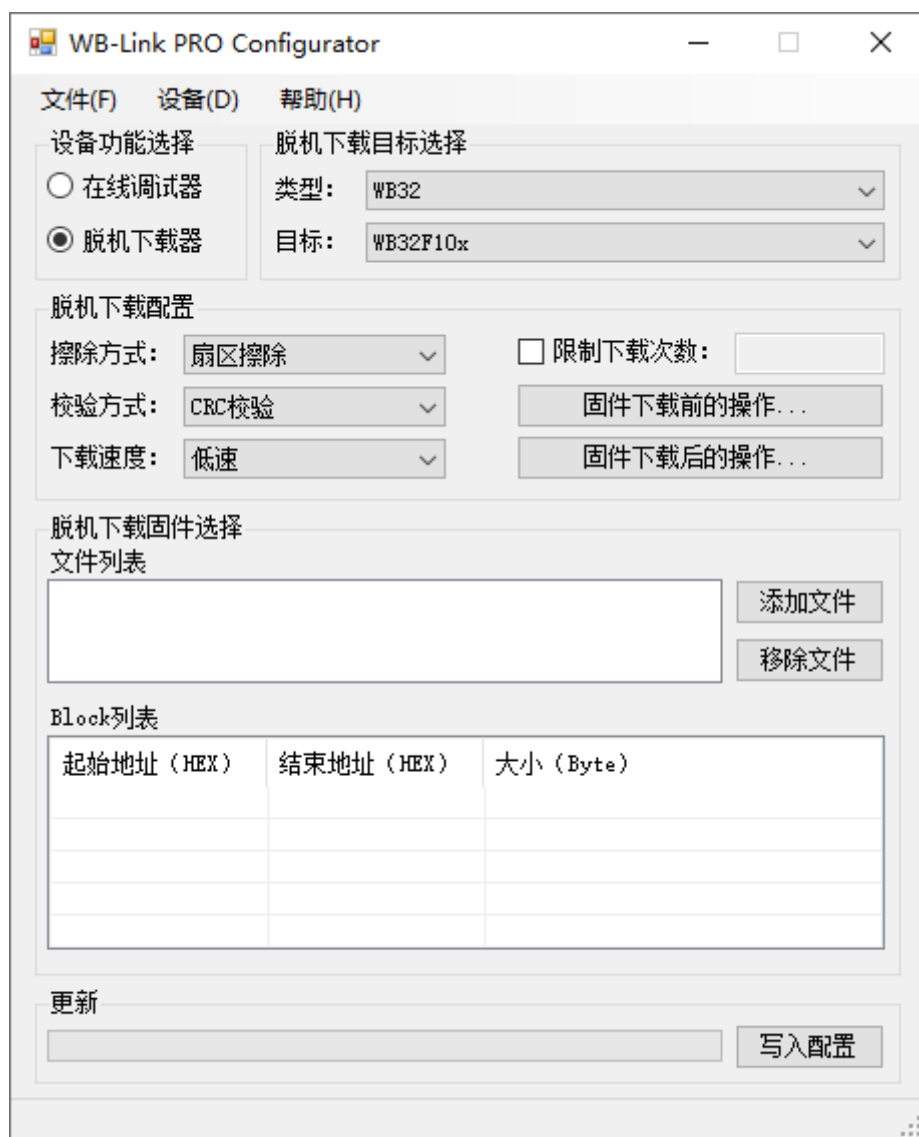 WB-Link PRO Configurator
文件(F) 设备(D) 帮助(H)
设备功能选择
在线调试器
脱机下载器
脱机下载目标选择
类型: WB32
目标: WB32F10x
脱机下载配置
擦除方式: 扇区擦除
校验方式: CRC校验
下载速度: 低速
限制下载次数:
固件下载前的操作...
固件下载后的操作...
脱机下载固件选择
文件列表
添加文件
移除文件
Block列表
起始地址（HEX） 结束地址（HEX） 大小（Byte）
更新
写入配置